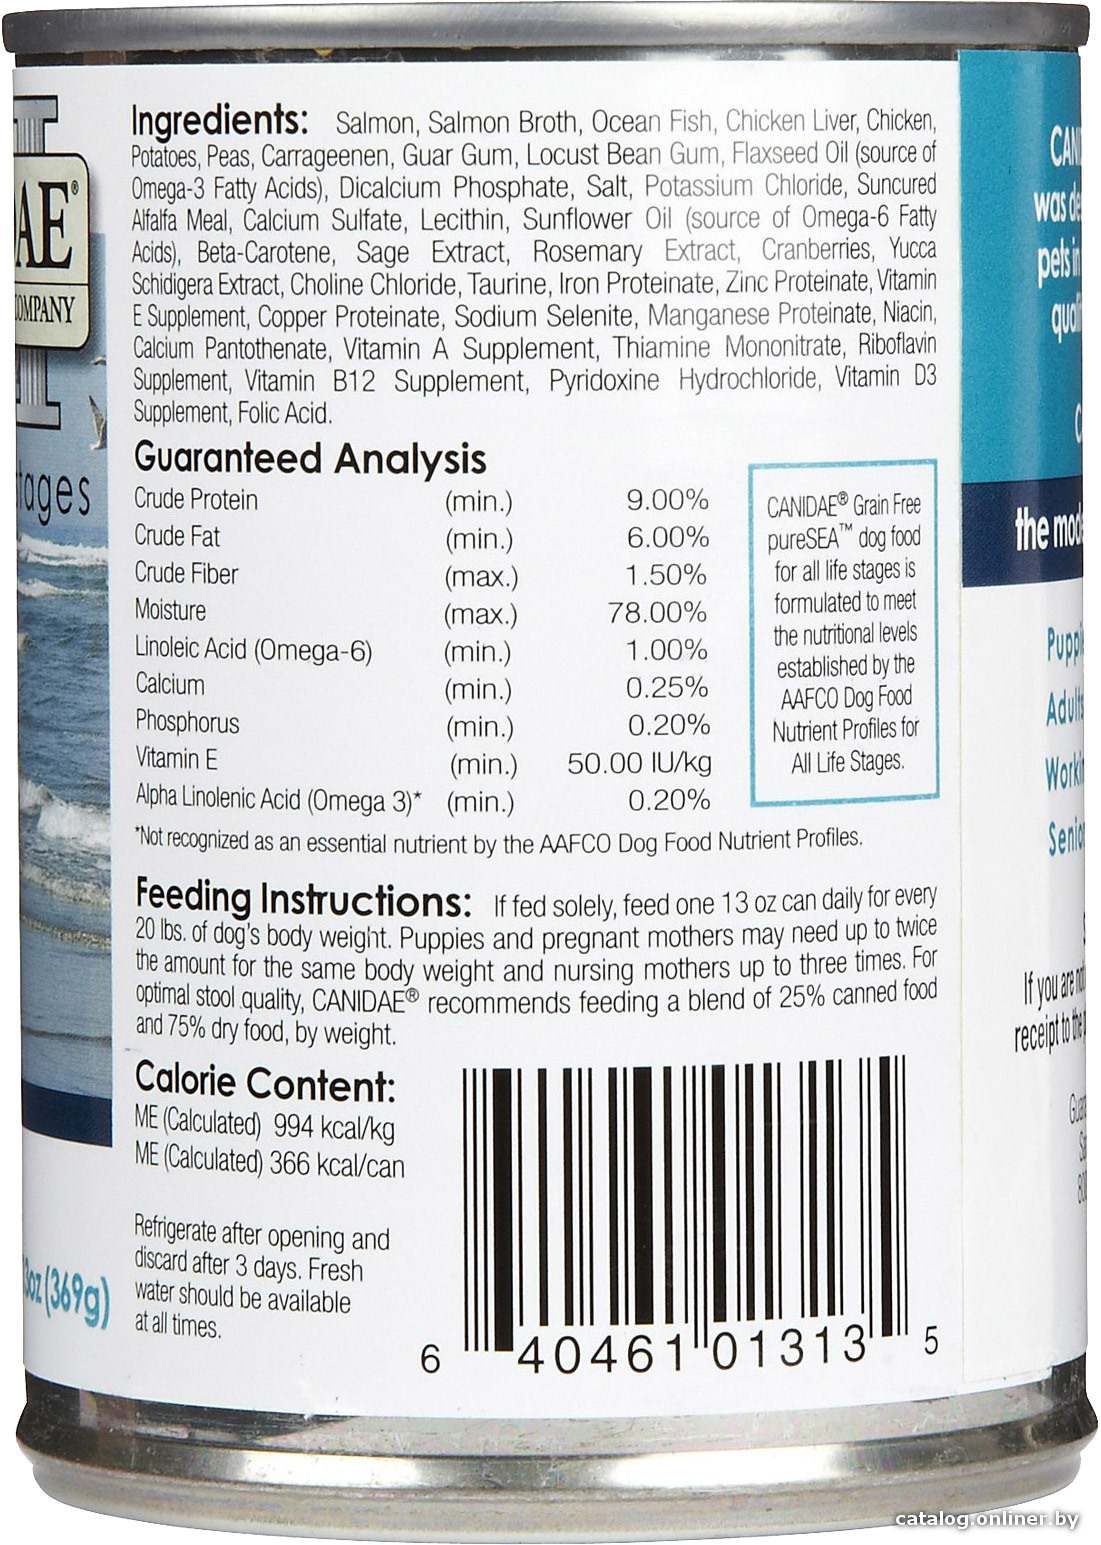 Ingredients: Salmon, Salmon Broth, Ocean Fish, Chicken Liver, Chicken,
Potatoes, Peas, Carrageenen, Guar Gum, Locust Bean Gum, Flaxseed Oil (source of
Omega-3 Fatty Acids), Dicalcium Phosphate, Salt, Potassium Chloride, Suncured
Alfalfa Meal, Calcium Sulfate, Lecithin, Sunflower Oil (source of Omega-6 Fatty
Acids), Beta-Carotene, Sage Extract, Rosemary Extract, Cranberries, Yucca
Schidigera Extract, Choline Chloride, Taurine, Iron Proteinate, Zinc Proteinate, Vitamin
E Supplement, Copper Proteinate, Sodium Selenite, Manganese Proteinate, Niacin,
Calcium Pantothenate, Vitamin A Supplement, Thiamine Mononitrate, Riboflavin
Supplement, Vitamin B12 Supplement, Pyridoxine Hydrochloride, Vitamin D3
Supplement, Folic Acid.
Guaranteed Analysis
Crude Protein (min.) 9.00%
Crude Fat (min.) 6.00%
Crude Fiber (max.) 1.50%
Moisture (max.) 78.00%
Linoleic Acid (Omega-6) (min.) 1.00%
Calcium (min.) 0.25%
Phosphorus (min.) 0.20%
Vitamin E (min.) 50.00 IU/kg
Alpha Linolenic Acid (Omega 3)* (min.) 0.20%
*Not recognized as an essential nutrient by the AAFCO Dog Food Nutrient Profiles.
CANIDAE® Grain Free
pureSEA™ dog food
for all life stages is
formulated to meet
the nutritional levels
established by the
AAFCO Dog Food
Nutrient Profiles for
All Life Stages.
Feeding Instructions: If fed solely, feed one 13 oz can daily for every
20 lbs. of dog's body weight. Puppies and pregnant mothers may need up to twice
the amount for the same body weight and nursing mothers up to three times. For
optimal stool quality, CANIDAE® recommends feeding a blend of 25% canned food
and 75% dry food, by weight.
Calorie Content:
ME (Calculated) 994 kcal/kg
ME (Calculated) 366 kcal/can
Refrigerate after opening and
discard after 3 days. Fresh
water should be available
at all times.
6 40461 01313 5
AE®
COMPANY
(369g)
was
pets in
the
If you are
receipt to the
catalog.onliner.by